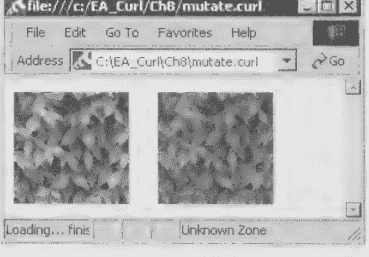 file:///c:/EA_Curl/Ch8/mutate.curl
File Edit Go To Favorites Help
Address C:\EA_Curl\Ch8\mutate.curl Go
Loading... finis Unknown Zone